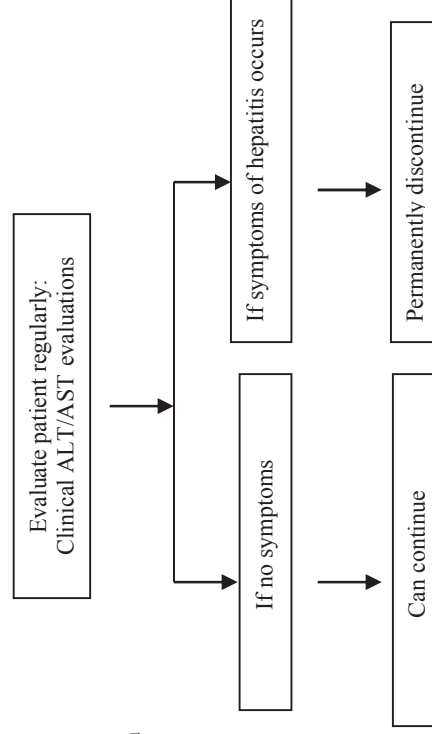 Evaluate patient regularly:
Clinical ALT/AST evaluations
If no symptoms
If symptoms of hepatitis occurs
Can continue
Permanently discontinue